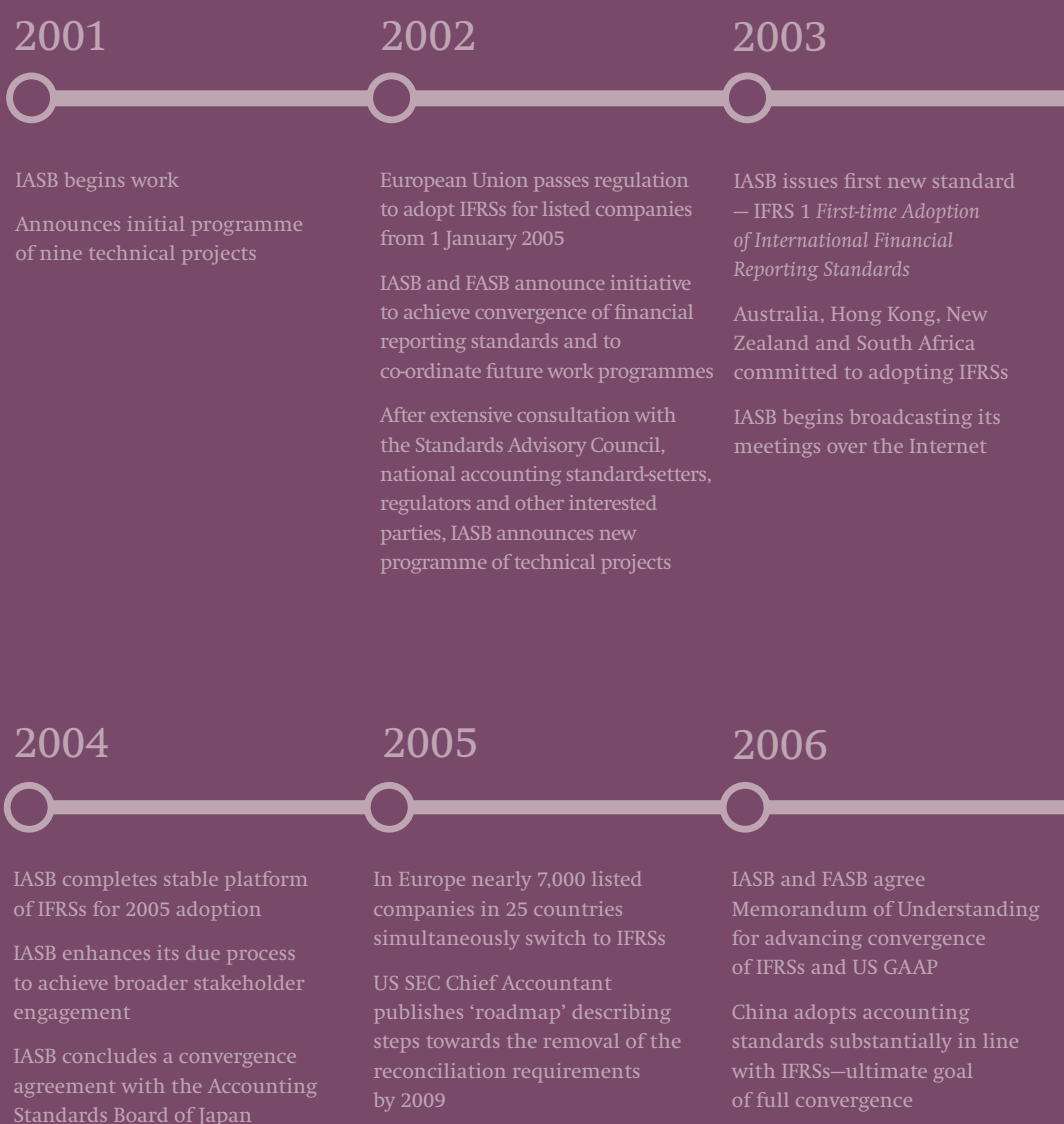 2001
IASB begins work
Announces initial programme
of nine technical projects
2002
European Union passes regulation
to adopt IFRSs for listed companies
from 1 January 2005
IASB and FASB announce initiative
to achieve convergence of financial
reporting standards and to
co-ordinate future work programmes
After extensive consultation with
the Standards Advisory Council,
national accounting standard-setters,
regulators and other interested
parties, IASB announces new
programme of technical projects
2003
IASB issues first new standard
— IFRS 1 First-time Adoption
of International Financial
Reporting Standards
Australia, Hong Kong, New
Zealand and South Africa
committed to adopting IFRSs
IASB begins broadcasting its
meetings over the Internet
2004
IASB completes stable platform
of IFRSs for 2005 adoption
IASB enhances its due process
to achieve broader stakeholder
engagement
IASB concludes a convergence
agreement with the Accounting
Standards Board of Japan
2005
In Europe nearly 7,000 listed
companies in 25 countries
simultaneously switch to IFRSs
US SEC Chief Accountant
publishes ‘roadmap’ describing
steps towards the removal of the
reconciliation requirements
by 2009
2006
IASB and FASB agree
Memorandum of Understanding
for advancing convergence
of IFRSs and US GAAP
China adopts accounting
standards substantially in line
with IFRSs—ultimate goal
of full convergence